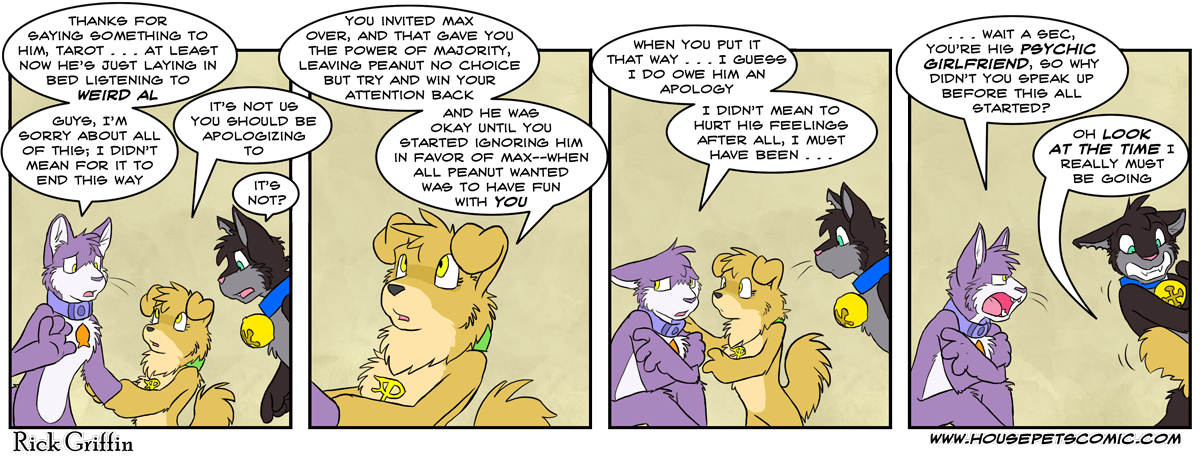 THANKS FOR
SAYING SOMETHING TO
HIM, TAROT . . . AT LEAST
NOW HE'S JUST LAYING IN
BED LISTENING TO
WEIRD AL
GUYS, I'M
SORRY ABOUT ALL
OF THIS; I DIDN'T
MEAN FOR IT TO
END THIS WAY
IT'S NOT US
YOU SHOULD BE
APOLOGIZING
TO
IT'S
NOT?
YOU INVITED MAX
OVER, AND THAT GAVE YOU
THE POWER OF MAJORITY,
LEAVING PEANUT NO CHOICE
BUT TRY AND WIN YOUR
ATTENTION BACK
AND HE WAS
OKAY UNTIL YOU
STARTED IGNORING HIM
IN FAVOR OF MAX--WHEN
ALL PEANUT WANTED
WAS TO HAVE FUN
WITH YOU
WHEN YOU PUT IT
THAT WAY . . . I GUESS
I DO OWE HIM AN
APOLOGY
I DIDN'T MEAN TO
HURT HIS FEELINGS
AFTER ALL, I MUST
HAVE BEEN . . .
. . . WAIT A SEC,
YOU'RE HIS PSYCHIC
GIRLFRIEND, SO WHY
DIDN'T YOU SPEAK UP
BEFORE THIS ALL
STARTED?
OH LOOK
AT THE TIME I
REALLY MUST
BE GOING
Rick Griffin
WWW.HOUSEPETSCOMIC.COM